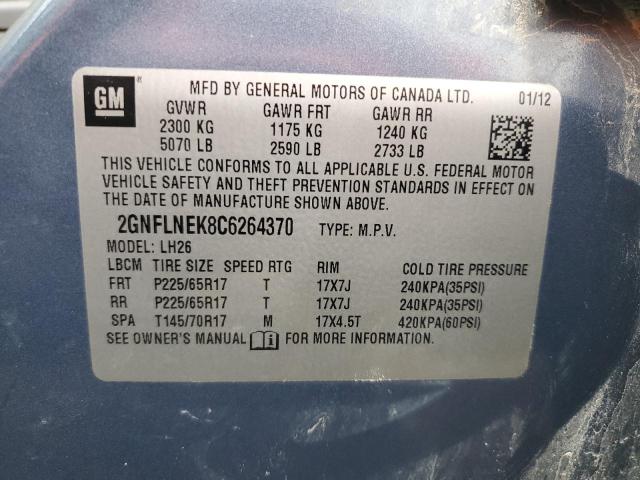 GM ®
MFD BY GENERAL MOTORS OF CANADA LTD. 01/12
GVWR GAWR FRT GAWR RR
2300 KG 1175 KG 1240 KG
5070 LB 2590 LB 2733 LB
THIS VEHICLE CONFORMS TO ALL APPLICABLE U.S. FEDERAL MOTOR
VEHICLE SAFETY AND THEFT PREVENTION STANDARDS IN EFFECT ON
THE DATE OF MANUFACTURE SHOWN ABOVE.
2GNFLNEK8C6264370 TYPE: M.P.V.
MODEL: LH26
LBCM TIRE SIZE SPEED RTG RIM COLD TIRE PRESSURE
FRT P225/65R17 T 17X7J 240KPA(35PSI)
RR P225/65R17 T 17X7J 240KPA(35PSI)
SPA T145/70R17 M 17X4.5T 420KPA(60PSI)
SEE OWNER'S MANUAL FOR MORE INFORMATION.